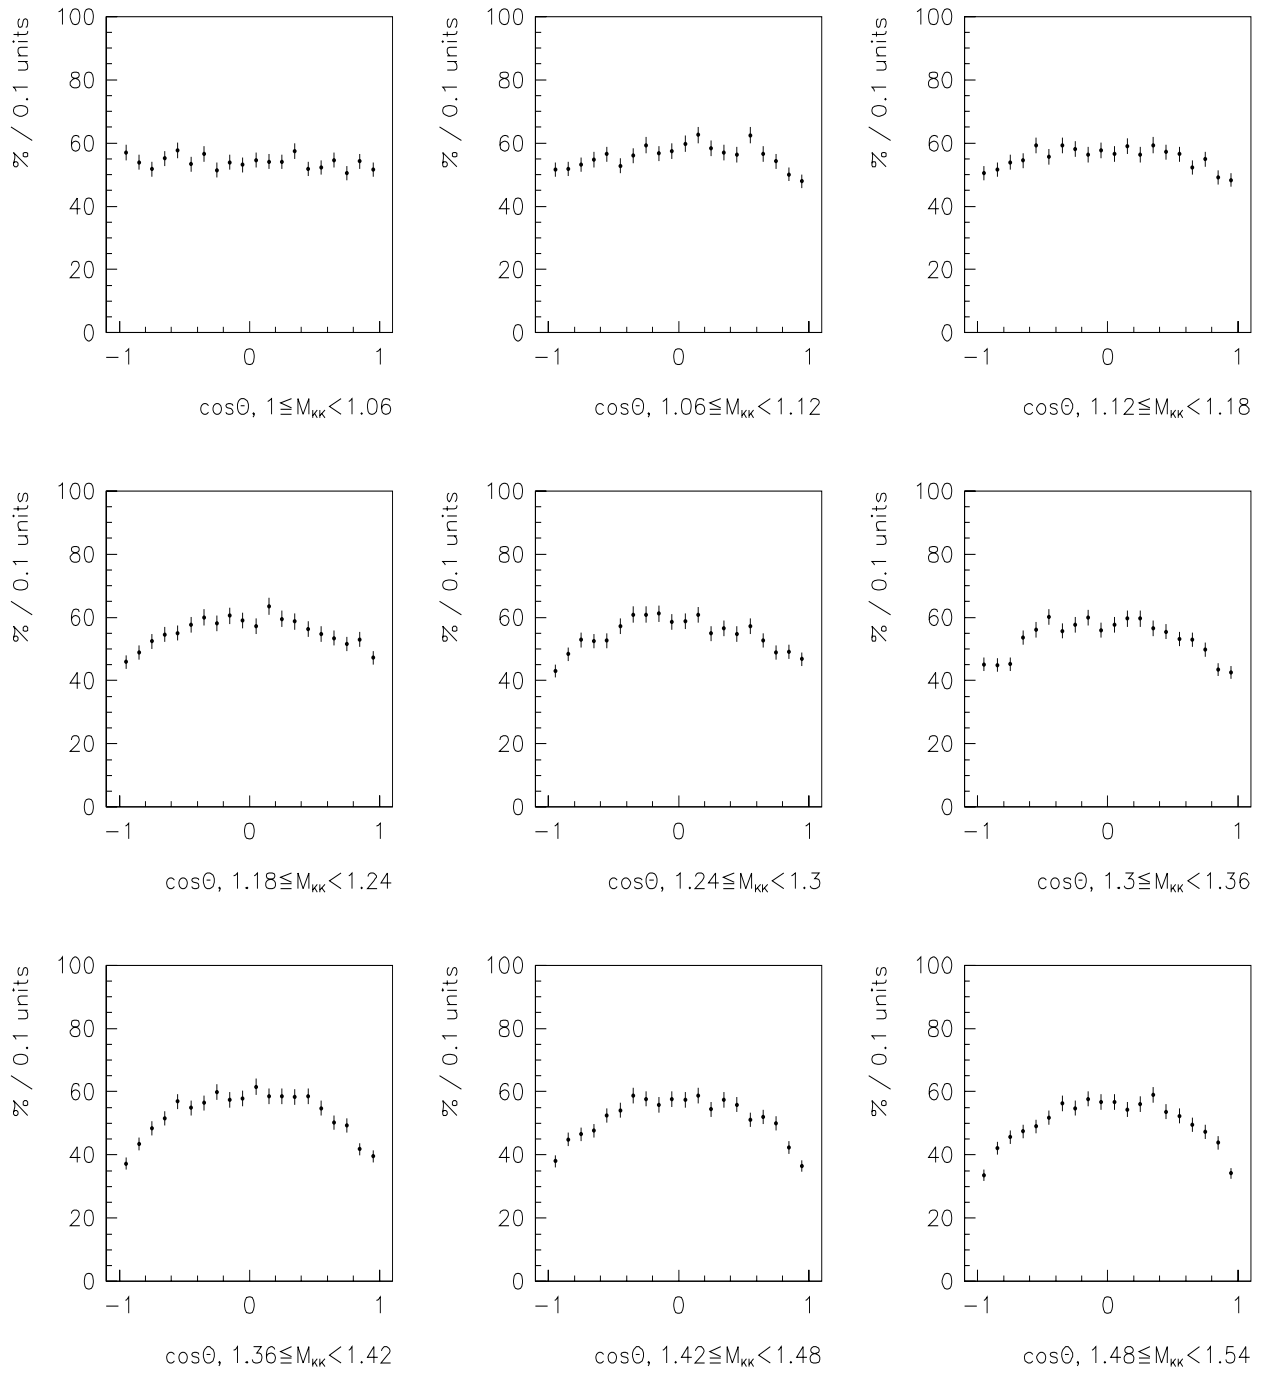 % / 0.1 units
100
80
60
40
20
0
−1 0 1
cosΘ, 1≦M_KK<1.06
% / 0.1 units
100
80
60
40
20
0
−1 0 1
cosΘ, 1.06≦M_KK<1.12
% / 0.1 units
100
80
60
40
20
0
−1 0 1
cosΘ, 1.12≦M_KK<1.18
% / 0.1 units
100
80
60
40
20
0
−1 0 1
cosΘ, 1.18≦M_KK<1.24
% / 0.1 units
100
80
60
40
20
0
−1 0 1
cosΘ, 1.24≦M_KK<1.3
% / 0.1 units
100
80
60
40
20
0
−1 0 1
cosΘ, 1.3≦M_KK<1.36
% / 0.1 units
100
80
60
40
20
0
−1 0 1
cosΘ, 1.36≦M_KK<1.42
% / 0.1 units
100
80
60
40
20
0
−1 0 1
cosΘ, 1.42≦M_KK<1.48
% / 0.1 units
100
80
60
40
20
0
−1 0 1
cosΘ, 1.48≦M_KK<1.54